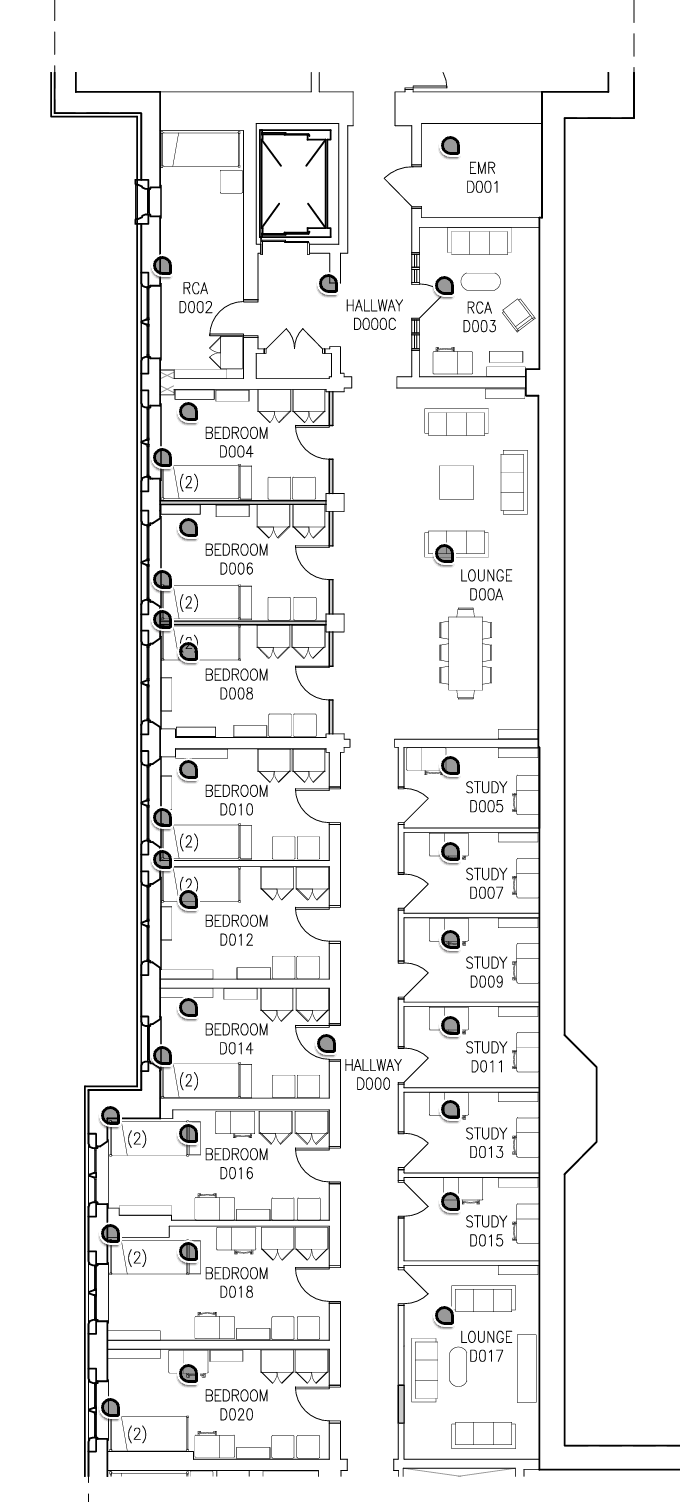 EMR
D001
RCA
D002
HALLWAY
D000C
RCA
D003
BEDROOM
D004
(2)
BEDROOM
D006
(2)
LOUNGE
D00A
(2)
BEDROOM
D008
BEDROOM
D010
(2)
STUDY
D005
(2)
BEDROOM
D012
STUDY
D007
STUDY
D009
BEDROOM
D014
(2)
HALLWAY
D000
STUDY
D011
(2)
BEDROOM
D016
STUDY
D013
STUDY
D015
(2)
BEDROOM
D018
LOUNGE
D017
BEDROOM
D020
(2)